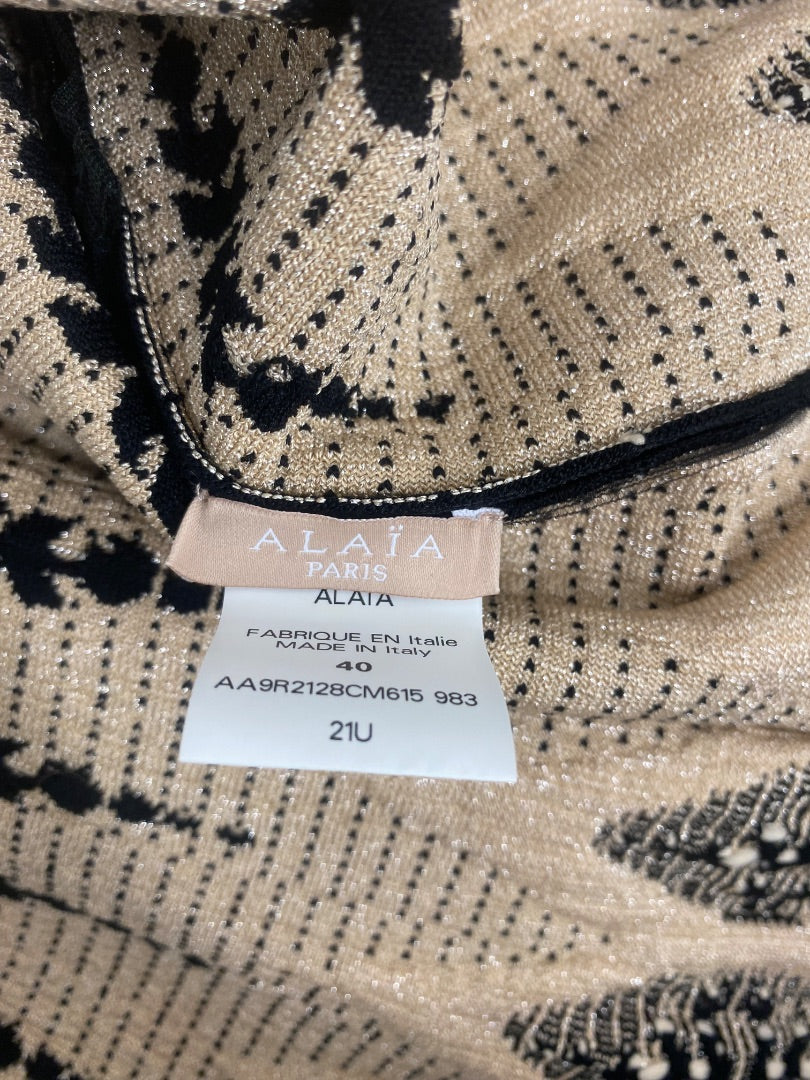 ALAÏA
PARIS
ALAÏA
FABRIQUE EN Italie
MADE IN Italy
40
AA9R2128CM615 983
21U